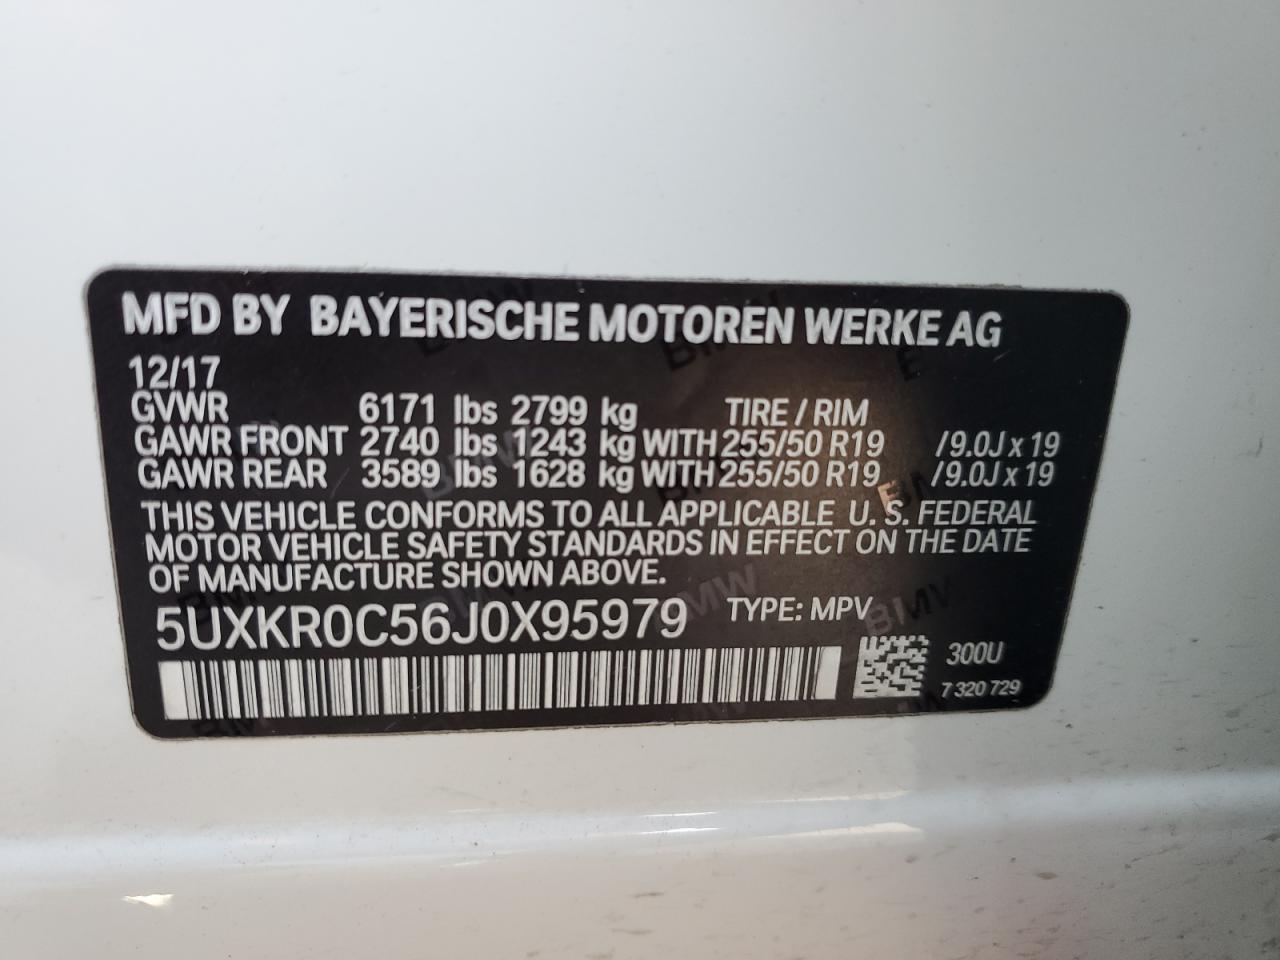 MFD BY BAYERISCHE MOTOREN WERKE AG
12/17
GVWR 6171 lbs 2799 kg TIRE / RIM
GAWR FRONT 2740 lbs 1243 kg WITH 255/50 R19 /9.0J x 19
GAWR REAR 3589 lbs 1628 kg WITH 255/50 R19 /9.0J x 19
THIS VEHICLE CONFORMS TO ALL APPLICABLE U. S. FEDERAL
MOTOR VEHICLE SAFETY STANDARDS IN EFFECT ON THE DATE
OF MANUFACTURE SHOWN ABOVE.
5UXKR0C56J0X95979 TYPE: MPV
300U
7 320 729